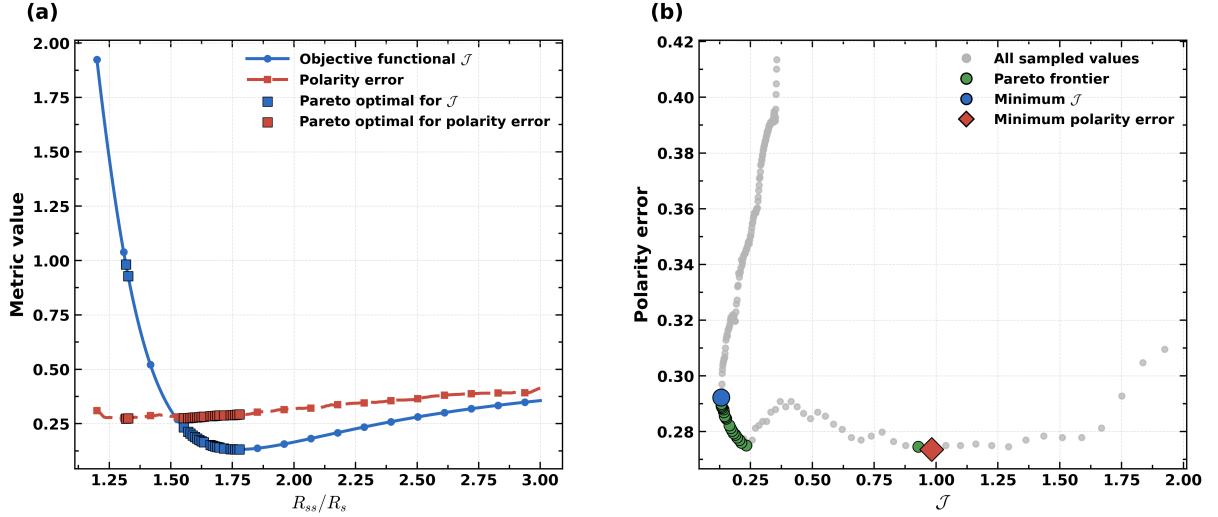 (a)
Objective functional 𝒥
Polarity error
Pareto optimal for 𝒥
Pareto optimal for polarity error
2.00
1.75
1.50
1.25
1.00
0.75
0.50
0.25
Metric value
1.25
1.50
1.75
2.00
2.25
2.50
2.75
3.00
R_{ss}/R_s
(b)
All sampled values
Pareto frontier
Minimum 𝒥
Minimum polarity error
0.42
0.40
0.38
0.36
0.34
0.32
0.30
0.28
Polarity error
0.25
0.50
0.75
1.00
1.25
1.50
1.75
2.00
𝒥